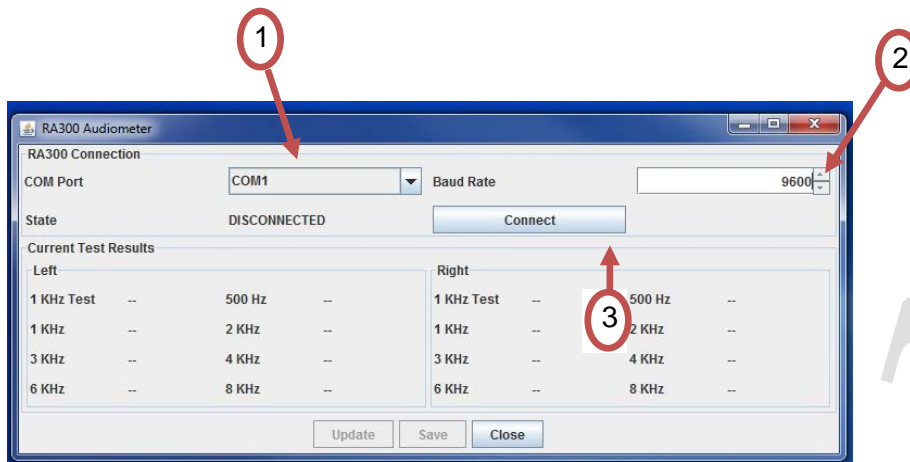 1
2
RA300 Audiometer
RA300 Connection
COM Port COM1 Baud Rate 9600
State DISCONNECTED Connect
Current Test Results
Left Right
1 KHz Test -- 500 Hz -- 1 KHz Test -- 500 Hz --
1 KHz -- 2 KHz -- 1 KHz -- 2 KHz --
3
3 KHz -- 4 KHz -- 3 KHz -- 4 KHz --
6 KHz -- 8 KHz -- 6 KHz -- 8 KHz --
Update Save Close